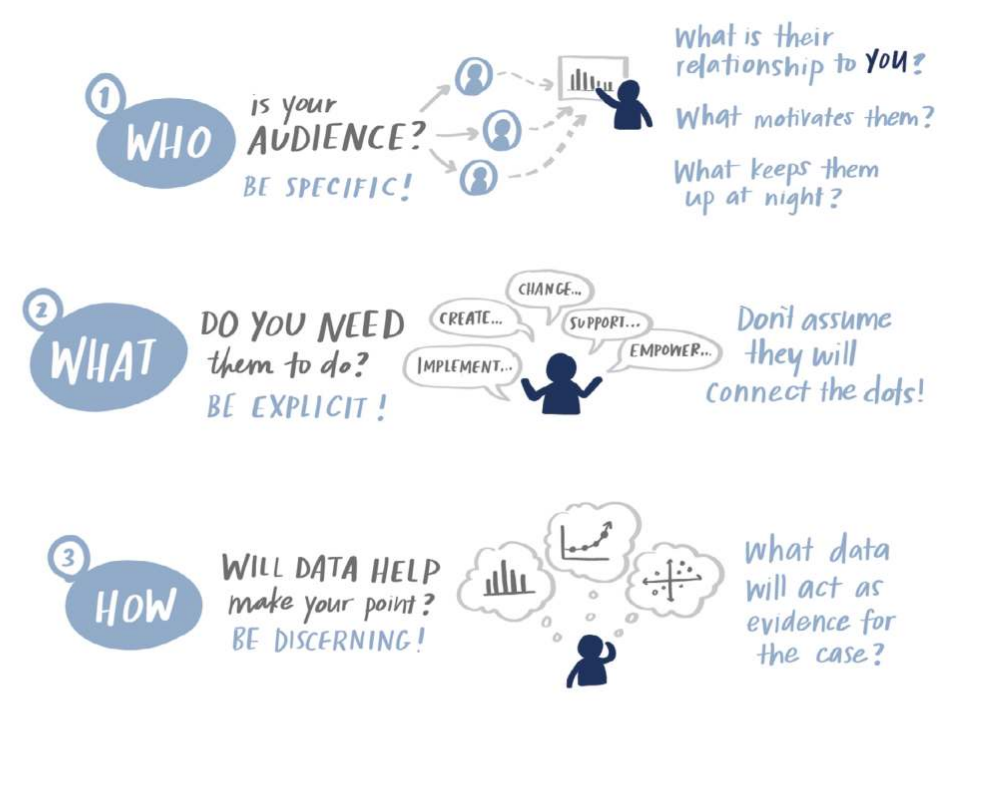 1
WHO
is your
AUDIENCE?
BE SPECIFIC!
What is their
relationship to YOU?
What motivates them?
What keeps them
up at night?
2
WHAT
DO YOU NEED
them to do?
BE EXPLICIT!
CHANGE...
CREATE...
SUPPORT...
IMPLEMENT...
EMPOWER...
Don't assume
they will
connect the dots!
3
HOW
WILL DATA HELP
make your point?
BE DISCERNING!
What data
will act as
evidence for
the case?